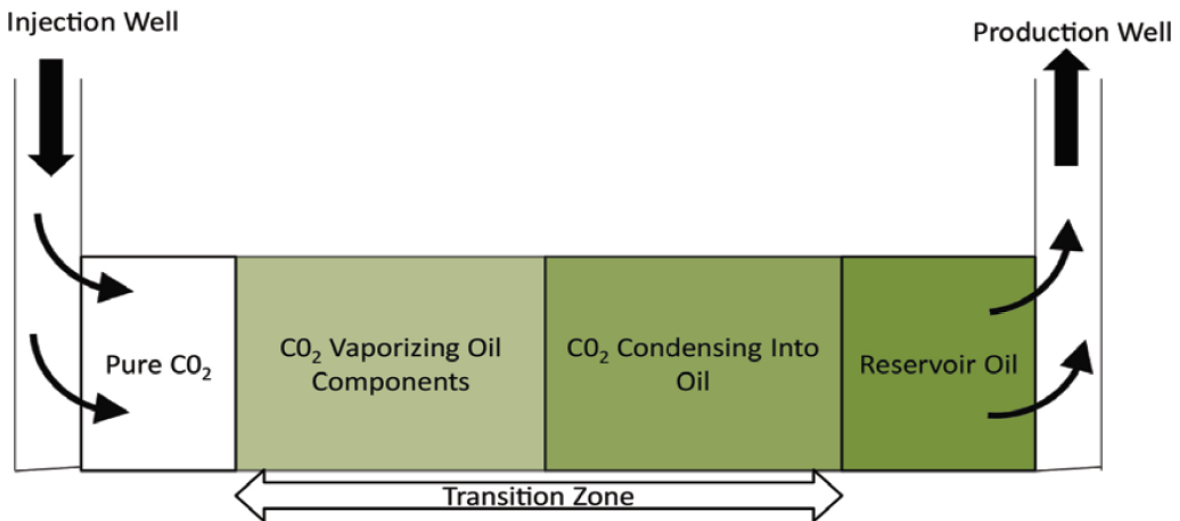 Injection Well
Production Well
Pure C0₂
C0₂ Vaporizing Oil
Components
C0₂ Condensing Into
Oil
Reservoir Oil
Transition Zone